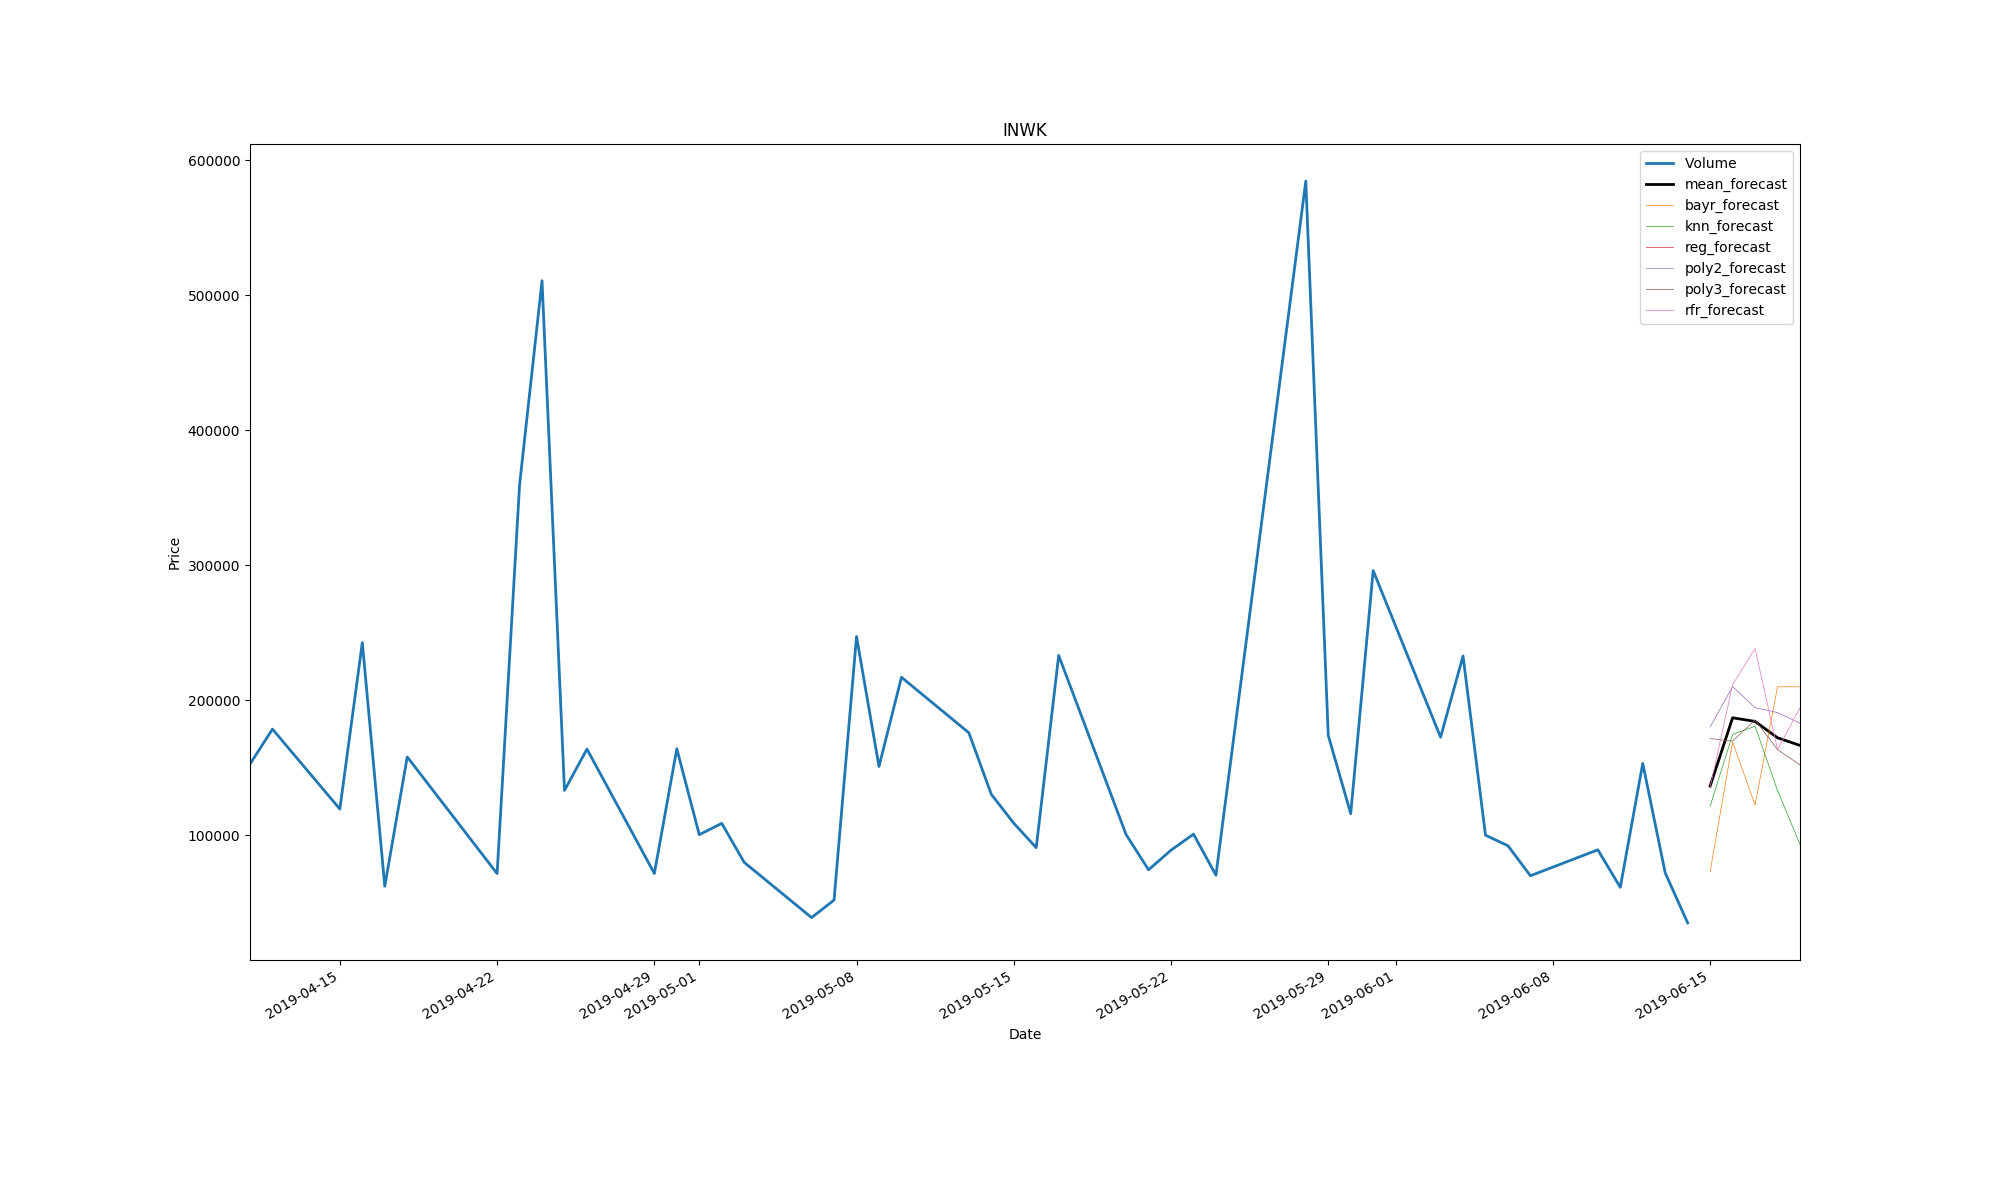 INWK
600000
500000
400000
300000
200000
100000
Price
Volume
mean_forecast
bayr_forecast
knn_forecast
reg_forecast
poly2_forecast
poly3_forecast
rfr_forecast
2019-04-15
2019-04-22
2019-04-29
2019-05-01
2019-05-08
2019-05-15
2019-05-22
2019-05-29
2019-06-01
2019-06-08
2019-06-15
Date